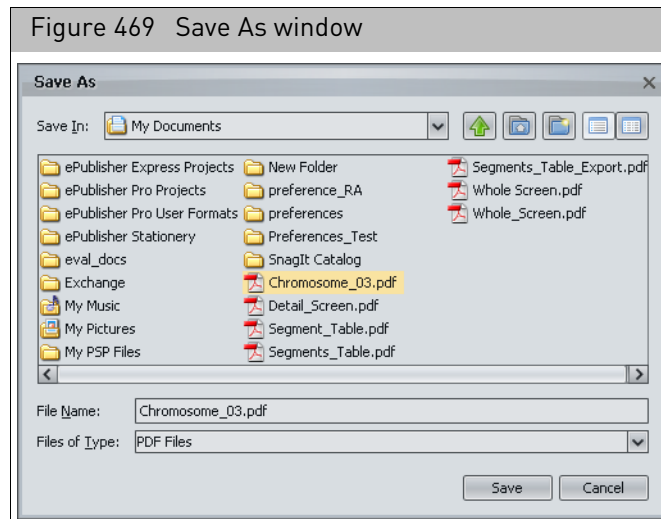 Figure 469 Save As window
Save As
Save In: My Documents
ePublisher Express Projects New Folder Segments_Table_Export.pdf
ePublisher Pro Projects preference_RA Whole Screen.pdf
ePublisher Pro User Formats preferences Whole_Screen.pdf
ePublisher Stationery Preferences_Test
eval_docs SnagIt Catalog
Exchange Chromosome_03.pdf
My Music Detail_Screen.pdf
My Pictures Segment_Table.pdf
My PSP Files Segments_Table.pdf
File Name: Chromosome_03.pdf
Files of Type: PDF Files
Save Cancel